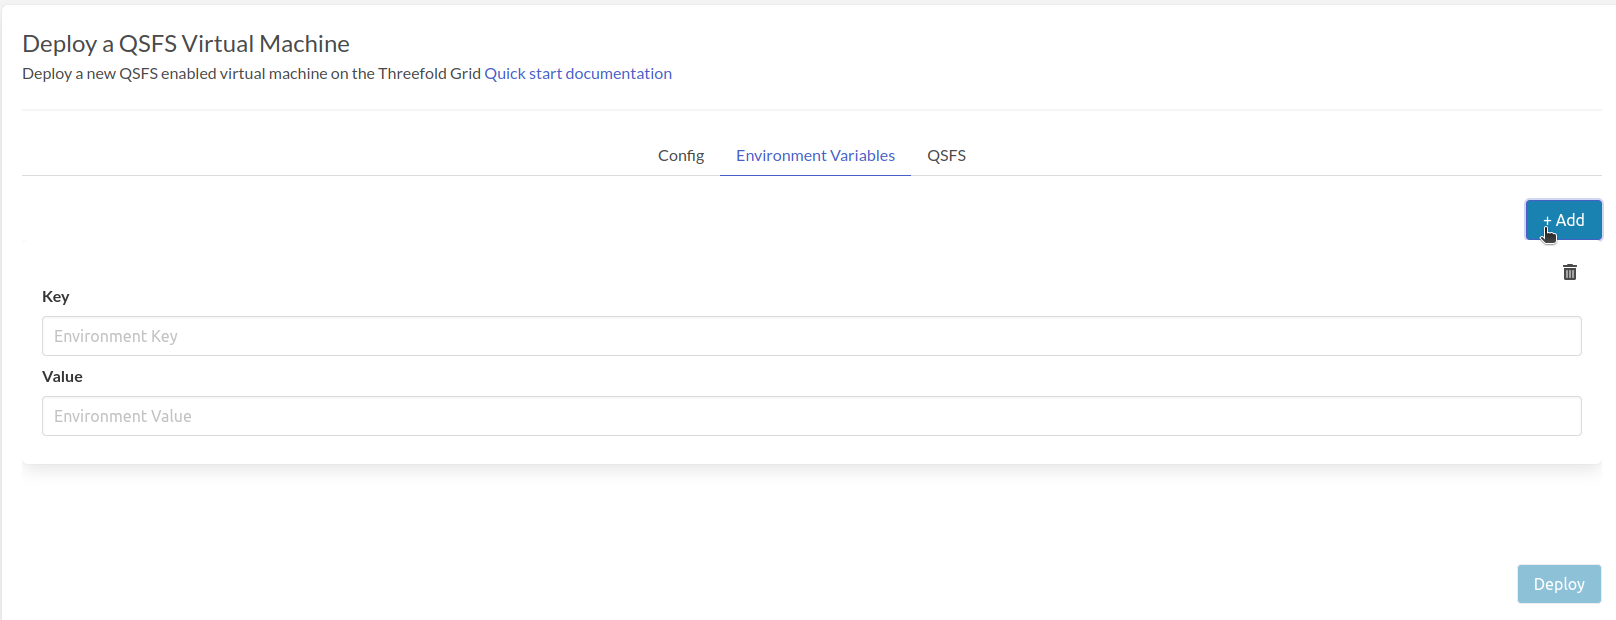 Deploy a QSFS Virtual Machine
Deploy a new QSFS enabled virtual machine on the Threefold Grid Quick start documentation
Config Environment Variables QSFS
+ Add
Key
Environment Key
Value
Environment Value
Deploy